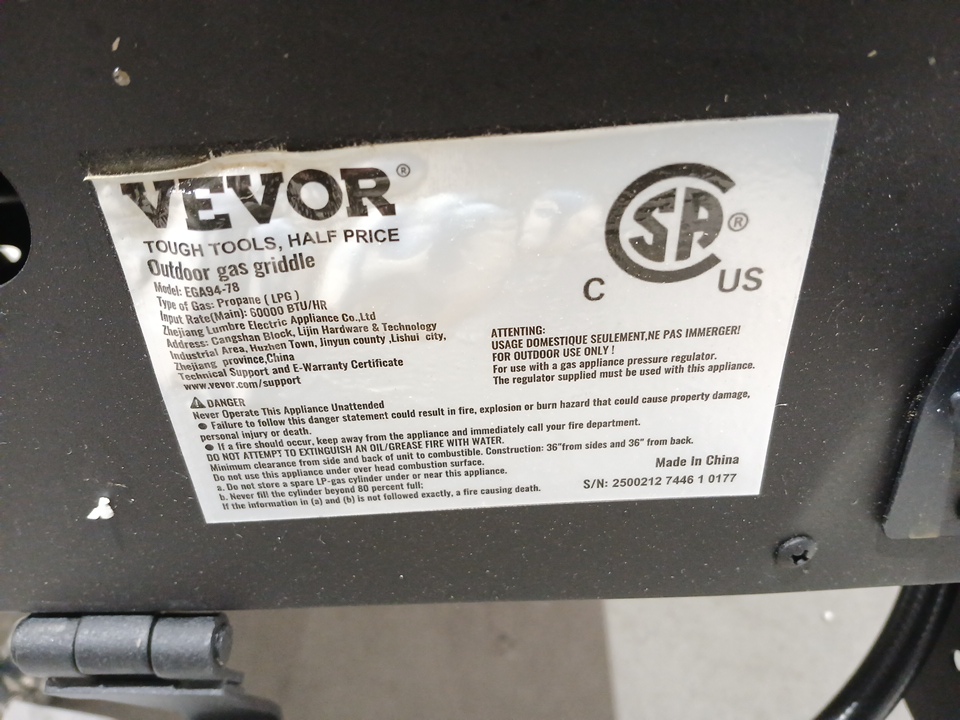 VEVOR®
TOUGH TOOLS, HALF PRICE
Outdoor gas griddle
Model: EGA94-78
Type of Gas: Propane ( LPG )
Input Rate(Main): 60000 BTU/HR
Zhejiang Lumbre Electric Appliance Co.,Ltd
Address: Cangshan Block, Lijin Hardware & Technology
Industrial Area, Huzhen Town, Jinyun county ,Lishui city,
Zhejiang province,China
Technical Support and E-Warranty Certificate
www.vevor.com/support
CSA®
C US
ATTENTING:
USAGE DOMESTIQUE SEULEMENT,NE PAS IMMERGER!
FOR OUTDOOR USE ONLY !
For use with a gas appliance pressure regulator.
The regulator supplied must be used with this appliance.
DANGER
Never Operate This Appliance Unattended
● Failure to follow this danger statement could result in fire, explosion or burn hazard that could cause property damage,
personal injury or death.
● If a fire should occur, keep away from the appliance and immediately call your fire department.
DO NOT ATTEMPT TO EXTINGUISH AN OIL/GREASE FIRE WITH WATER.
Minimum clearance from side and back of unit to combustible. Construction: 36"from sides and 36" from back.
Do not use this appliance under over head combustion surface.
a. Do not store a spare LP-gas cylinder under or near this appliance.
b. Never fill the cylinder beyond 80 percent full;
If the information in (a) and (b) is not followed exactly, a fire causing death.
Made In China
S/N: 2500212 7446 1 0177